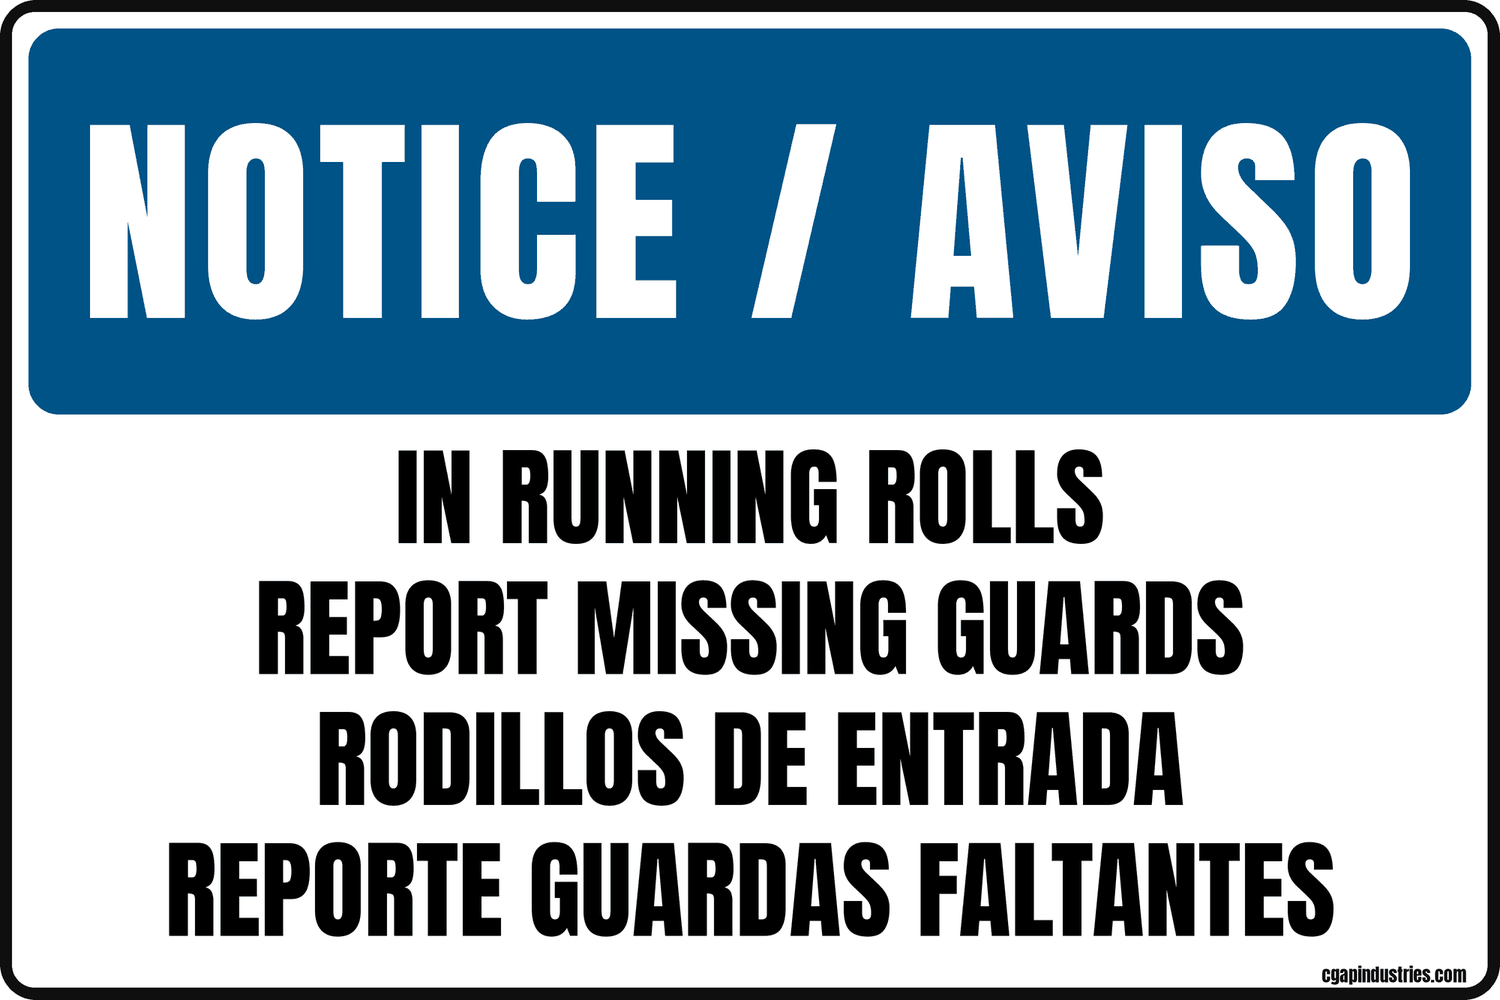 NOTICE / AVISO
IN RUNNING ROLLS
REPORT MISSING GUARDS
RODILLOS DE ENTRADA
REPORTE GUARDAS FALTANTES
cgapindustries.com